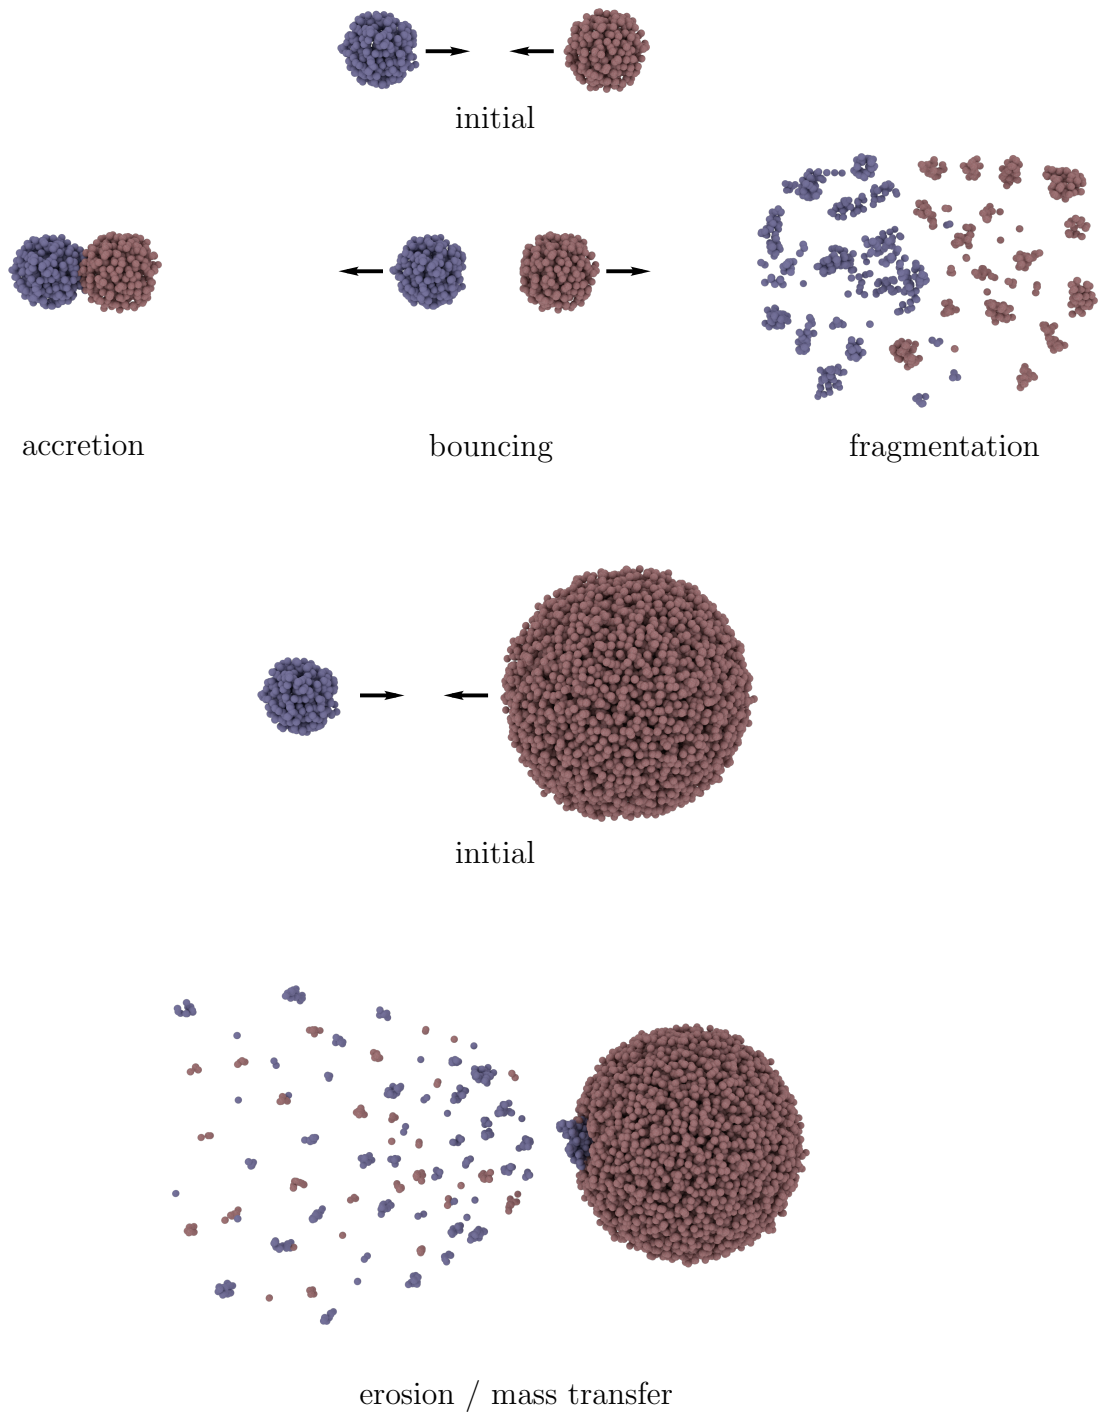 initial
accretion
bouncing
fragmentation
initial
erosion / mass transfer